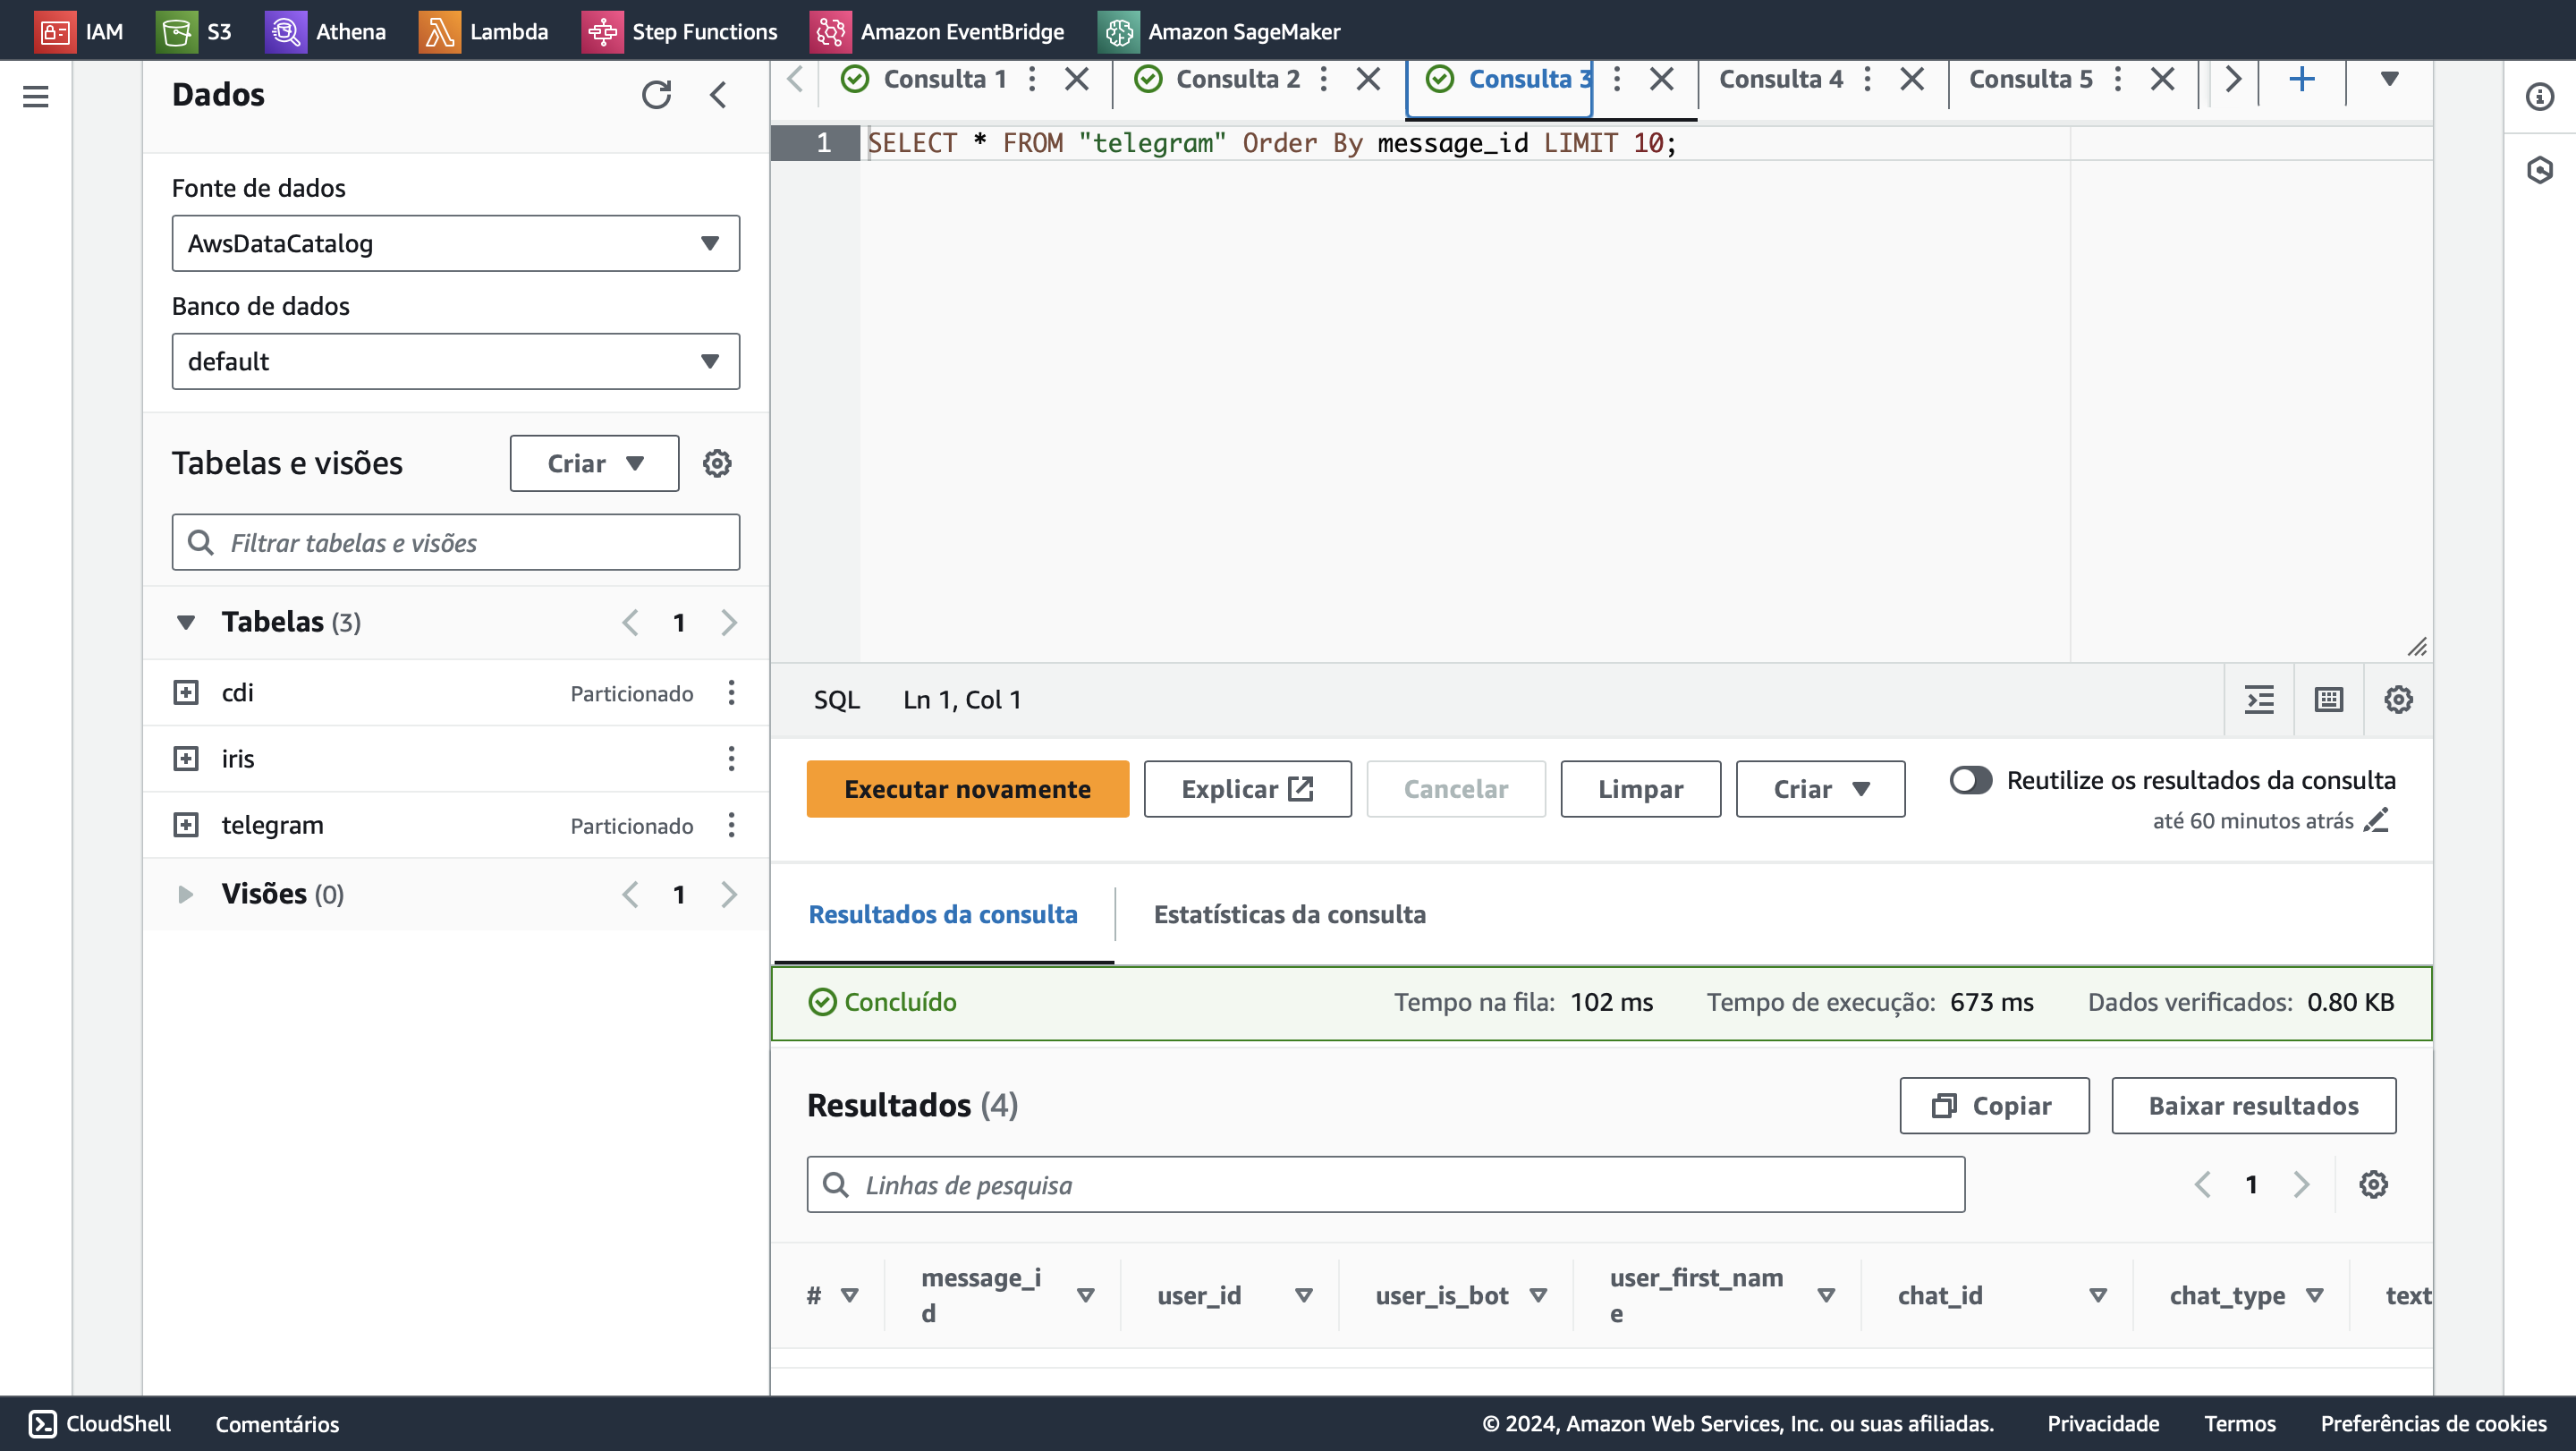 IAM S3 Athena Lambda Step Functions Amazon EventBridge Amazon SageMaker
Dados
Fonte de dados
AwsDataCatalog
Banco de dados
default
Tabelas e visões Criar
Filtrar tabelas e visões
Tabelas (3) 1
cdi Particionado
iris
telegram Particionado
Visões (0) 1
Consulta 1 Consulta 2 Consulta 3 Consulta 4 Consulta 5
1 SELECT * FROM "telegram" Order By message_id LIMIT 10;
SQL Ln 1, Col 1
Executar novamente Explicar Cancelar Limpar Criar Reutilize os resultados da consulta
até 60 minutos atrás
Resultados da consulta Estatísticas da consulta
Concluído Tempo na fila: 102 ms Tempo de execução: 673 ms Dados verificados: 0.80 KB
Resultados (4) Copiar Baixar resultados
Linhas de pesquisa 1
# message_i
d user_id user_is_bot user_first_nam
e chat_id chat_type text
CloudShell Comentários © 2024, Amazon Web Services, Inc. ou suas afiliadas. Privacidade Termos Preferências de cookies